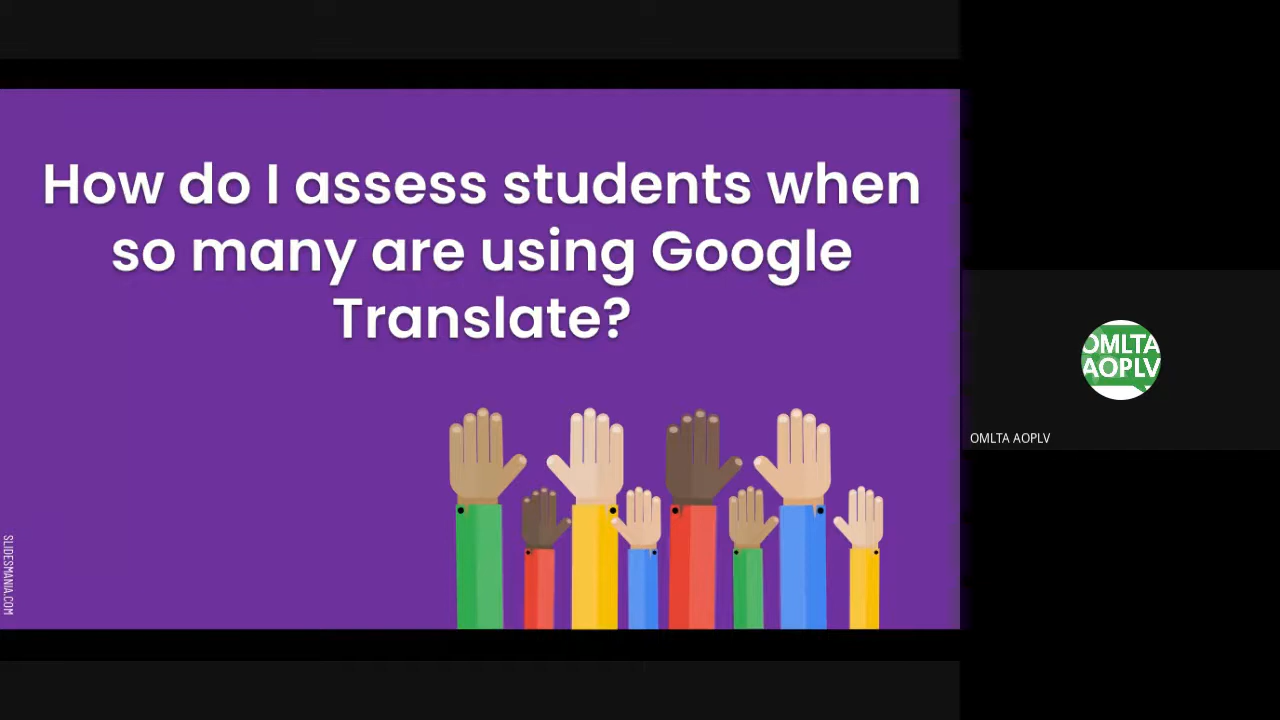 How do I assess students when
so many are using Google
Translate?
SLIDESMANIA.COM
OMLTA
AOPLV
OMLTA AOPLV